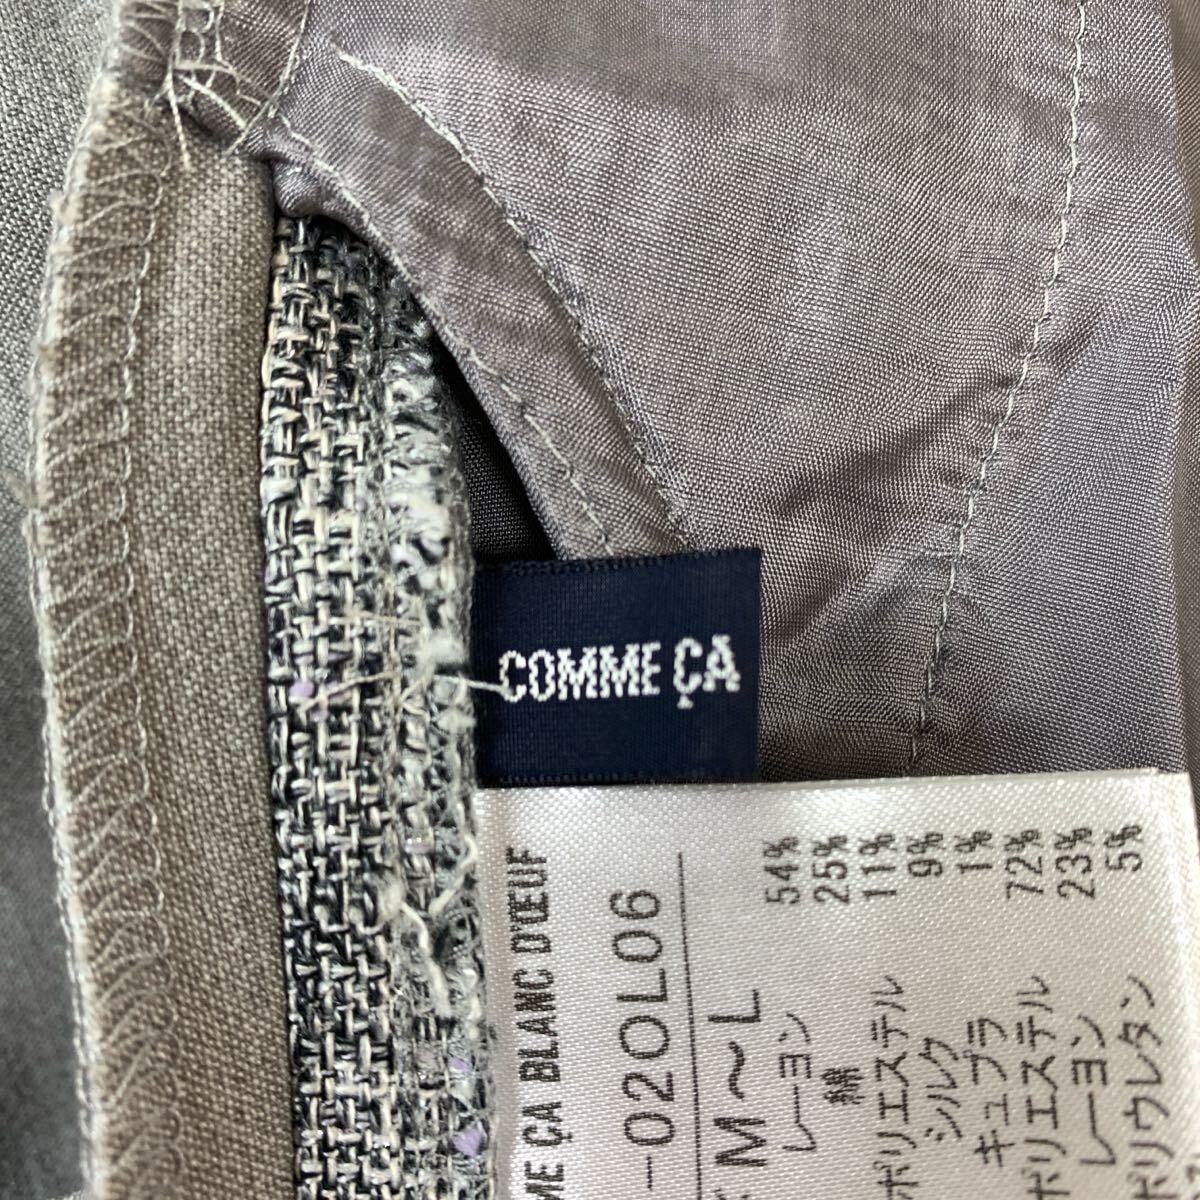 COMME ÇA
ME ÇA BLANC D'ŒUF
-020L06
M〜L
レーヨン 54%
綿 25%
ポリエステル 11%
シルク 9%
キュプラ 1%
ポリエステル 72%
レーヨン 23%
ポリウレタン 5%